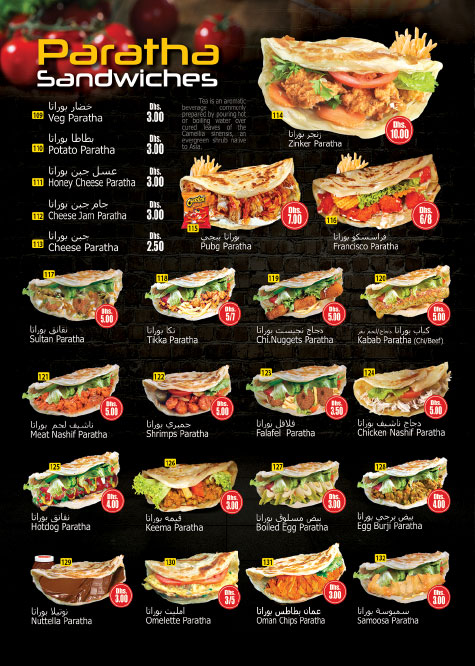 Paratha
Sandwiches
109
خضار بوراتا
Veg Paratha
Dhs.
3.00
110
بطاطا بوراتا
Potato Paratha
Dhs.
3.00
111
عسل جبن بوراتا
Honey Cheese Paratha
Dhs.
3.00
112
جام جبن بوراتا
Cheese Jam Paratha
Dhs.
3.00
113
جبن بوراتا
Cheese Paratha
Dhs.
2.50
Tea is an aromatic
beverage commonly
prepared by pouring hot
or boiling water over
cured leaves of the
Camellia sinensis, an
evergreen shrub native
to Asia.
114
زنجر بوراتا
Zinker Paratha
Dhs.
10.00
115
بوراتا ببجي
Pubg Paratha
Dhs.
7.00
116
فراسسكو بوراتا
Francisco Paratha
Dhs.
6/8
117
نقانق بوراتا
Sultan Paratha
Dhs.
5.00
118
تكا بوراتا
Tikka Paratha
Dhs.
5/7
119
دجاج نجيست بوراتا
Chi.Nuggets Paratha
Dhs.
5.00
120
كباب بوراتا
Kabab Paratha (Chi/Beef)
Dhs.
5.00
121
ناشيف لحم بوراتا
Meat Nashif Paratha
Dhs.
5.00
122
جمبري بوراتا
Shrimps Paratha
Dhs.
5.00
123
فلافل بوراتا
Falafel Paratha
Dhs.
3.50
124
دجاج ناشيف بوراتا
Chicken Nashif Paratha
Dhs.
5.00
125
نقانق بوراتا
Hotdog Paratha
Dhs.
4.00
126
قيمه بوراتا
Keema Paratha
Dhs.
3.00
127
بيض مسلوق بوراتا
Boiled Egg Paratha
Dhs.
3.00
128
بيض برجي بوراتا
Egg Burji Paratha
Dhs.
4.00
129
نوتيلا بوراتا
Nuttella Paratha
Dhs.
3.00
130
امليت بوراتا
Omelette Paratha
Dhs.
3/5
131
عمان بطاطس بوراتا
Oman Chips Paratha
Dhs.
3.00
132
سمبوسة بوراتا
Samoosa Paratha
Dhs.
3.00